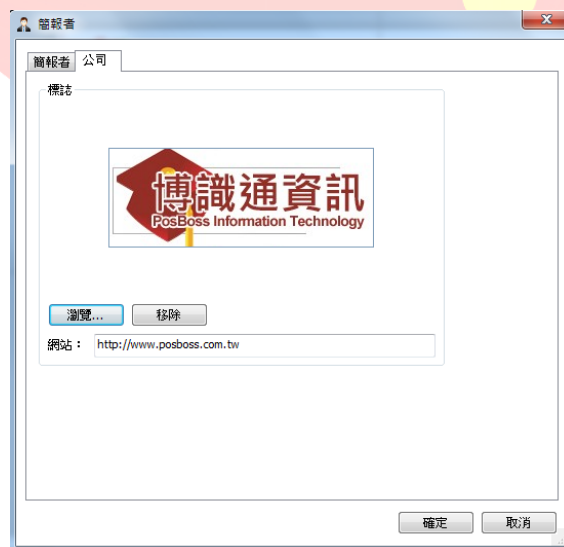 簡報者
簡報者 公司
標誌
博識通資訊
PosBoss Information Technology
瀏覽... 移除
網站： http://www.posboss.com.tw
確定 取消